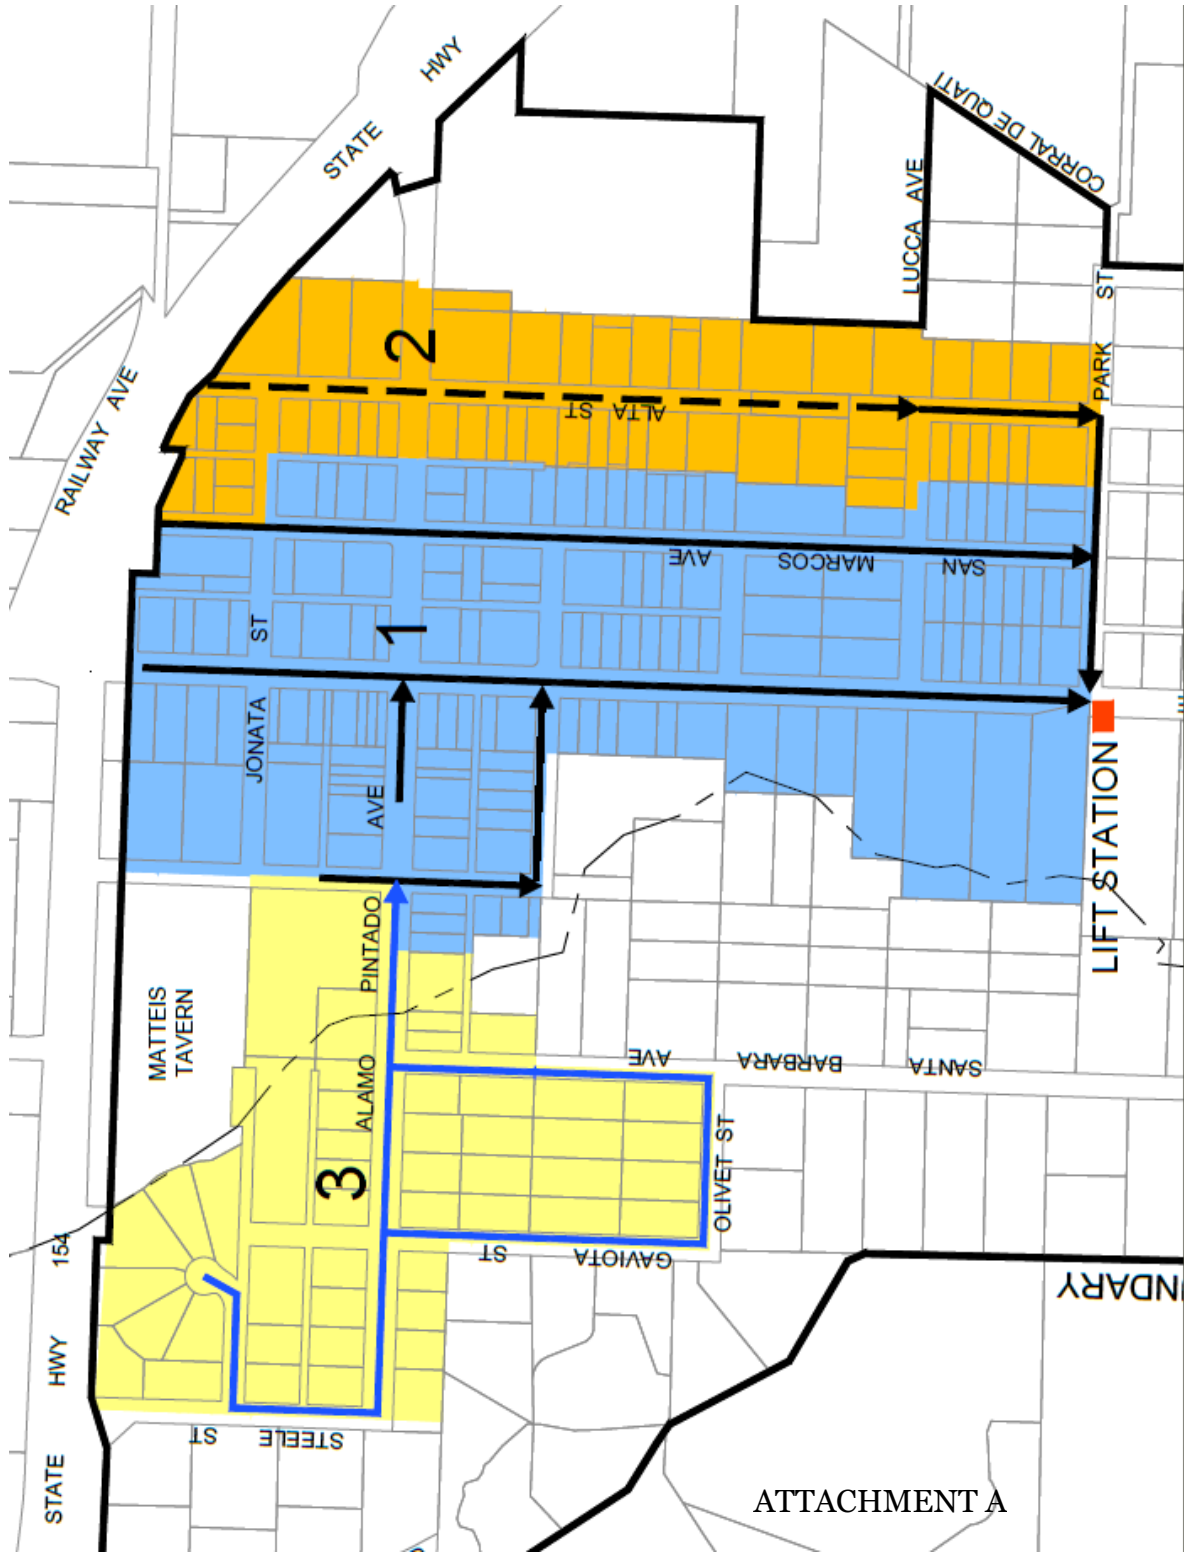 STATE HWY
CORRAL DE QUATI
LUCCA AVE
PARK ST
RAILWAY AVE
2
ALTA ST
SAN MARCOS AVE
1
JONATA ST
AVE
LIFT STATION
MATTEIS
TAVERN
ALAMO PINTADO
3
SANTA BARBARA AVE
OLIVET ST
GAVIOTA ST
STATE HWY 154
STEELE ST
NDARY
ATTACHMENT A